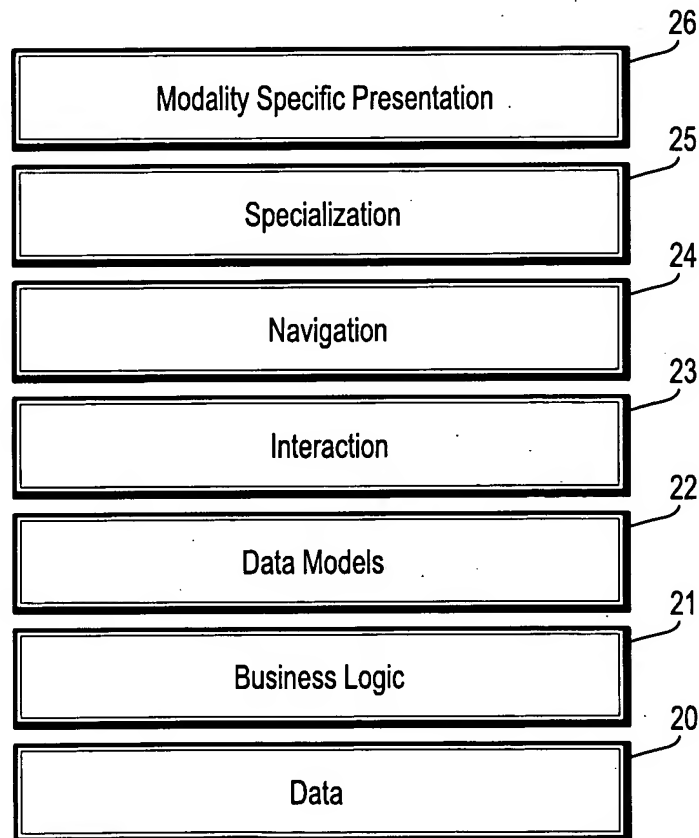 26
Modality Specific Presentation
25
Specialization
24
Navigation
23
Interaction
22
Data Models
21
Business Logic
20
Data